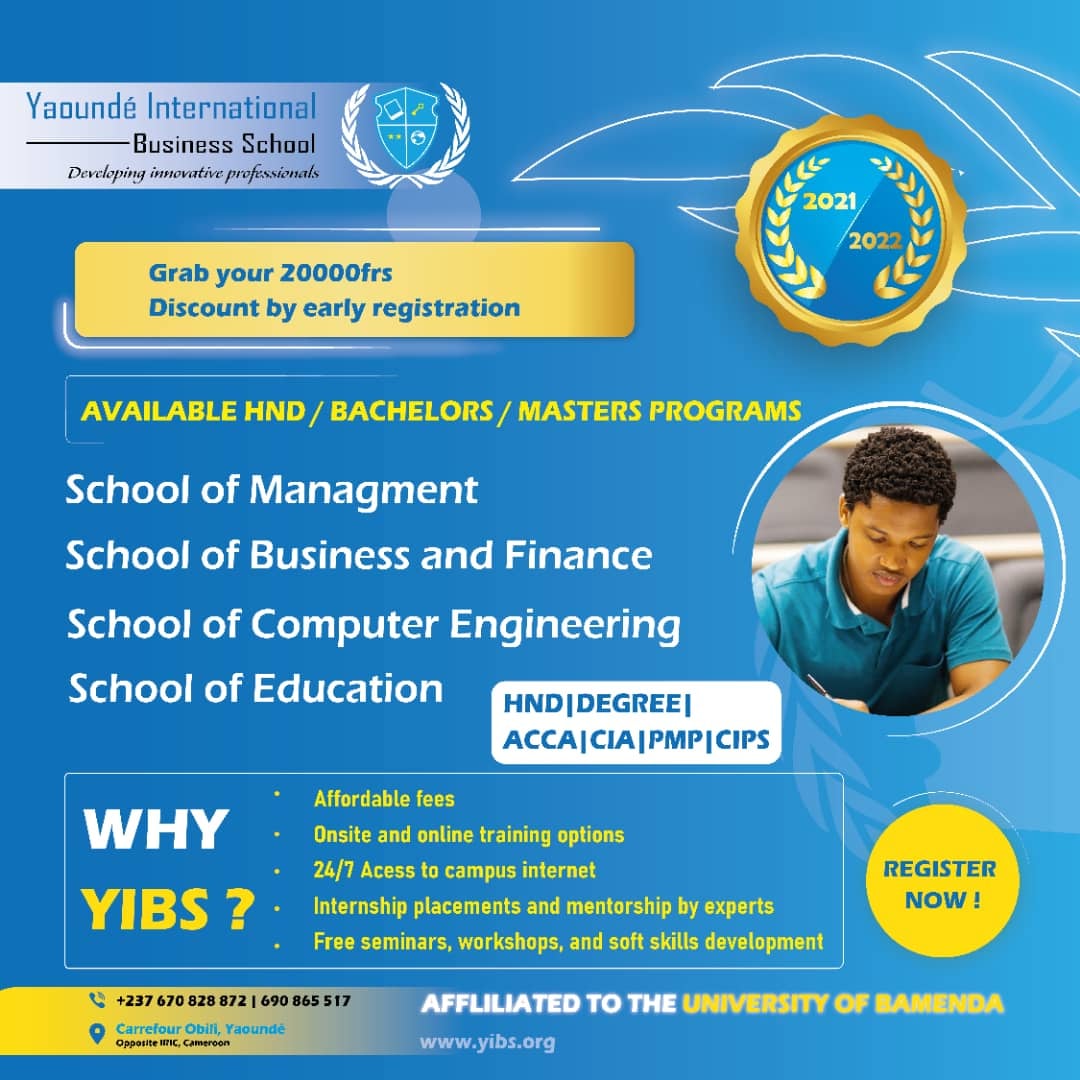 Yaoundé International
Business School
Developing innovative professionals
2021
2022
Grab your 20000frs
Discount by early registration
AVAILABLE HND / BACHELORS / MASTERS PROGRAMS
School of Managment
School of Business and Finance
School of Computer Engineering
School of Education
HND|DEGREE|
ACCA|CIA|PMP|CIPS
WHY
YIBS ?
• Affordable fees
• Onsite and online training options
• 24/7 Acess to campus internet
• Internship placements and mentorship by experts
• Free seminars, workshops, and soft skills development
REGISTER
NOW !
+237 670 828 872 | 690 865 517
Carrefour Obili, Yaoundé
Opposite IRIC, Cameroon
AFFLILIATED TO THE UNIVERSITY OF BAMENDA
www.yibs.org